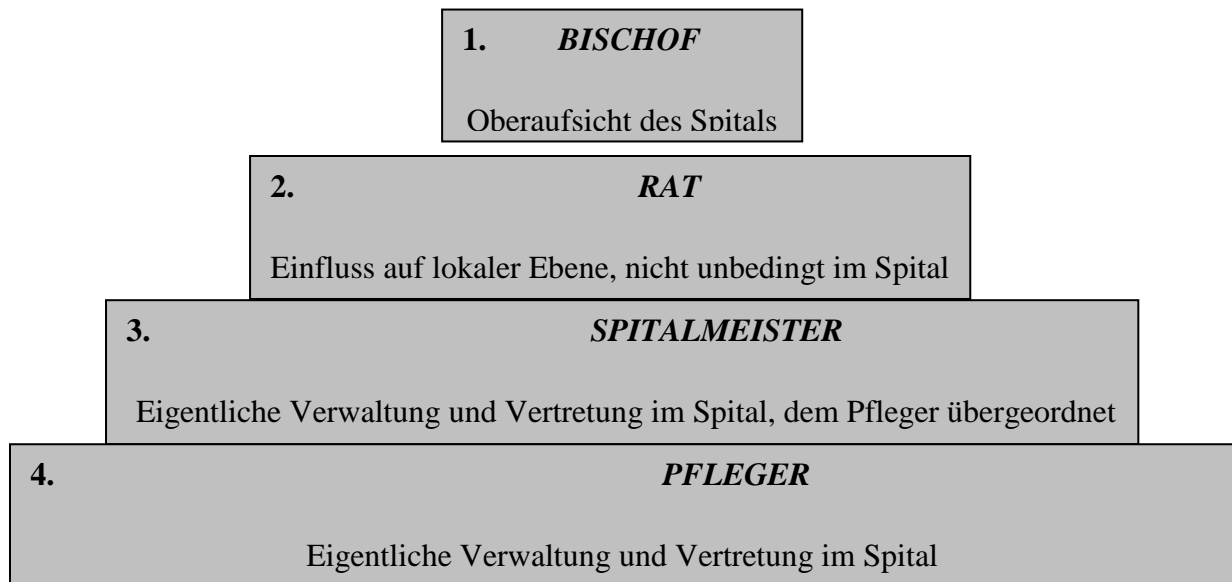 1. BISCHOF
Oberaufsicht des Spitals
2. RAT
Einfluss auf lokaler Ebene, nicht unbedingt im Spital
3. SPITALMEISTER
Eigentliche Verwaltung und Vertretung im Spital, dem Pfleger übergeordnet
4. PFLEGER
Eigentliche Verwaltung und Vertretung im Spital